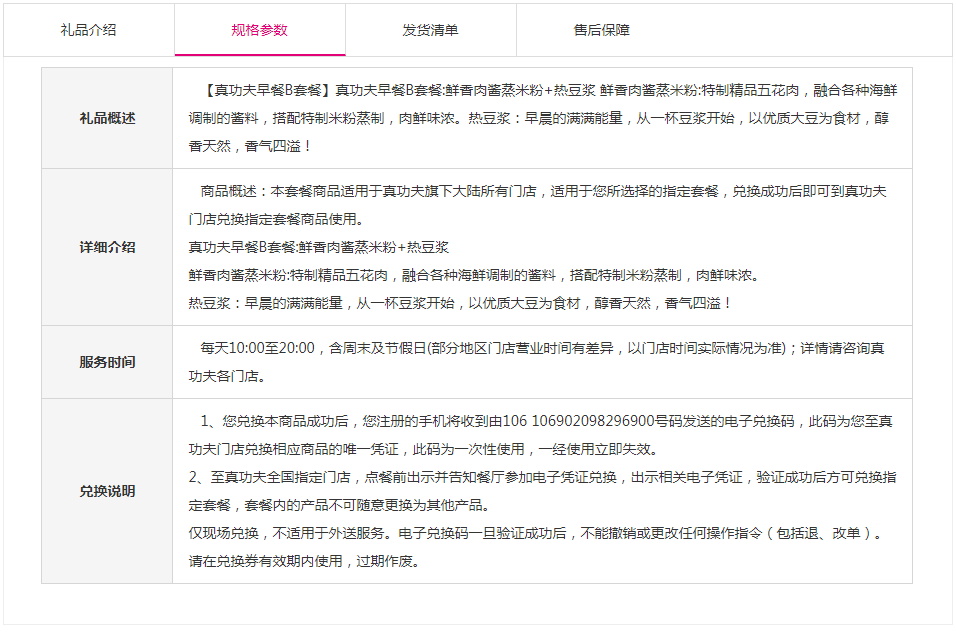 礼品介绍
规格参数
发货清单
售后保障
礼品概述
【真功夫早餐B套餐】真功夫早餐B套餐:鲜香肉酱蒸米粉+热豆浆 鲜香肉酱蒸米粉:特制精品五花肉，融合各种海鲜
调制的酱料，搭配特制米粉蒸制，肉鲜味浓。热豆浆：早晨的满满能量，从一杯豆浆开始，以优质大豆为食材，醇
香天然，香气四溢！
详细介绍
商品概述：本套餐商品适用于真功夫旗下大陆所有门店，适用于您所选择的指定套餐，兑换成功后即可到真功夫
门店兑换指定套餐商品使用。
真功夫早餐B套餐:鲜香肉酱蒸米粉+热豆浆
鲜香肉酱蒸米粉:特制精品五花肉，融合各种海鲜调制的酱料，搭配特制米粉蒸制，肉鲜味浓。
热豆浆：早晨的满满能量，从一杯豆浆开始，以优质大豆为食材，醇香天然，香气四溢！
服务时间
每天10:00至20:00，含周末及节假日(部分地区门店营业时间有差异，以门店时间实际情况为准)；详情请咨询真
功夫各门店。
兑换说明
1、您兑换本商品成功后，您注册的手机将收到由106 106902098296900号码发送的电子兑换码，此码为您至真
功夫门店兑换相应商品的唯一凭证，此码为一次性使用，一经使用立即失效。
2、至真功夫全国指定门店，点餐前出示并告知餐厅参加电子凭证兑换，出示相关电子凭证，验证成功后方可兑换指
定套餐，套餐内的产品不可随意更换为其他产品。
仅现场兑换，不适用于外送服务。电子兑换码一旦验证成功后，不能撤销或更改任何操作指令（包括退、改单）。
请在兑换券有效期内使用，过期作废。